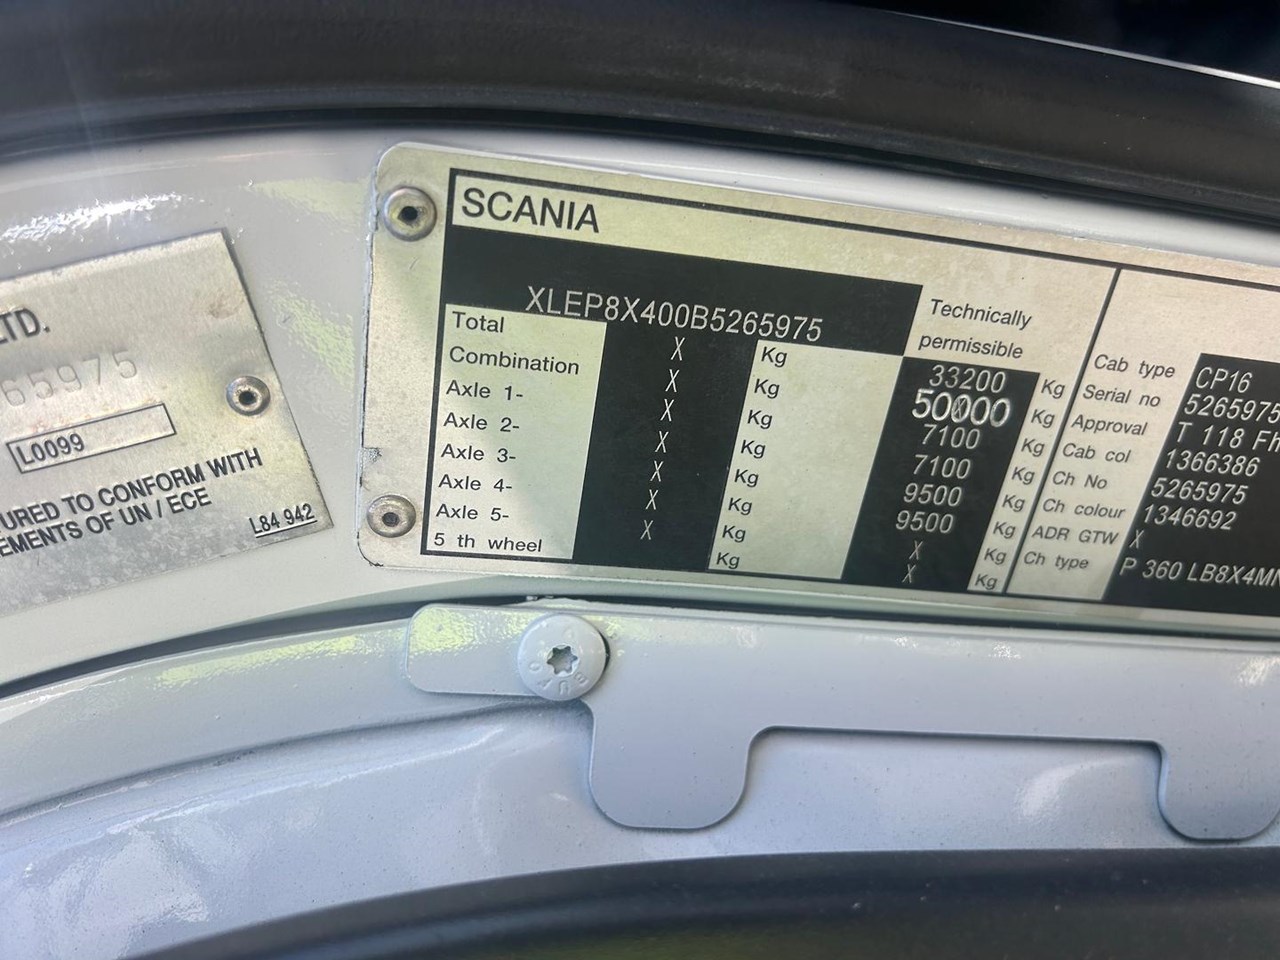 LTD.
65975
L0099
URED TO CONFORM WITH
EMENTS OF UN / ECE
L84 942
SCANIA
XLEP8X400B5265975
Technically
permissible
Total X Kg 33200 Kg
Combination X Kg 50000 Kg
Axle 1- X Kg 7100 Kg
Axle 2- X Kg 7100 Kg
Axle 3- X Kg 9500 Kg
Axle 4- X Kg 9500 Kg
Axle 5- X Kg X Kg
5 th wheel Kg X Kg
Cab type CP16
Serial no 5265975
Approval T 118 FH
Cab col 1366386
Ch No 5265975
Ch colour 1346692
ADR GTW X
Ch type P 360 LB8X4MN
BUFO